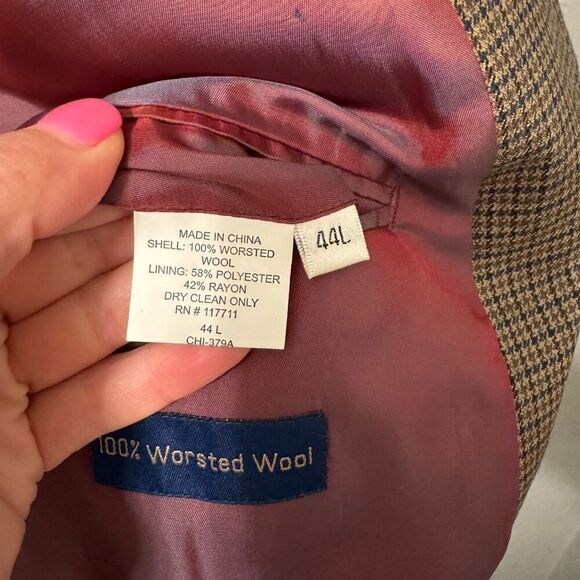 MADE IN CHINA
SHELL: 100% WORSTED
WOOL
LINING: 58% POLYESTER
42% RAYON
DRY CLEAN ONLY
RN # 117711
44 L
CHI-379A
44L
100% Worsted Wool